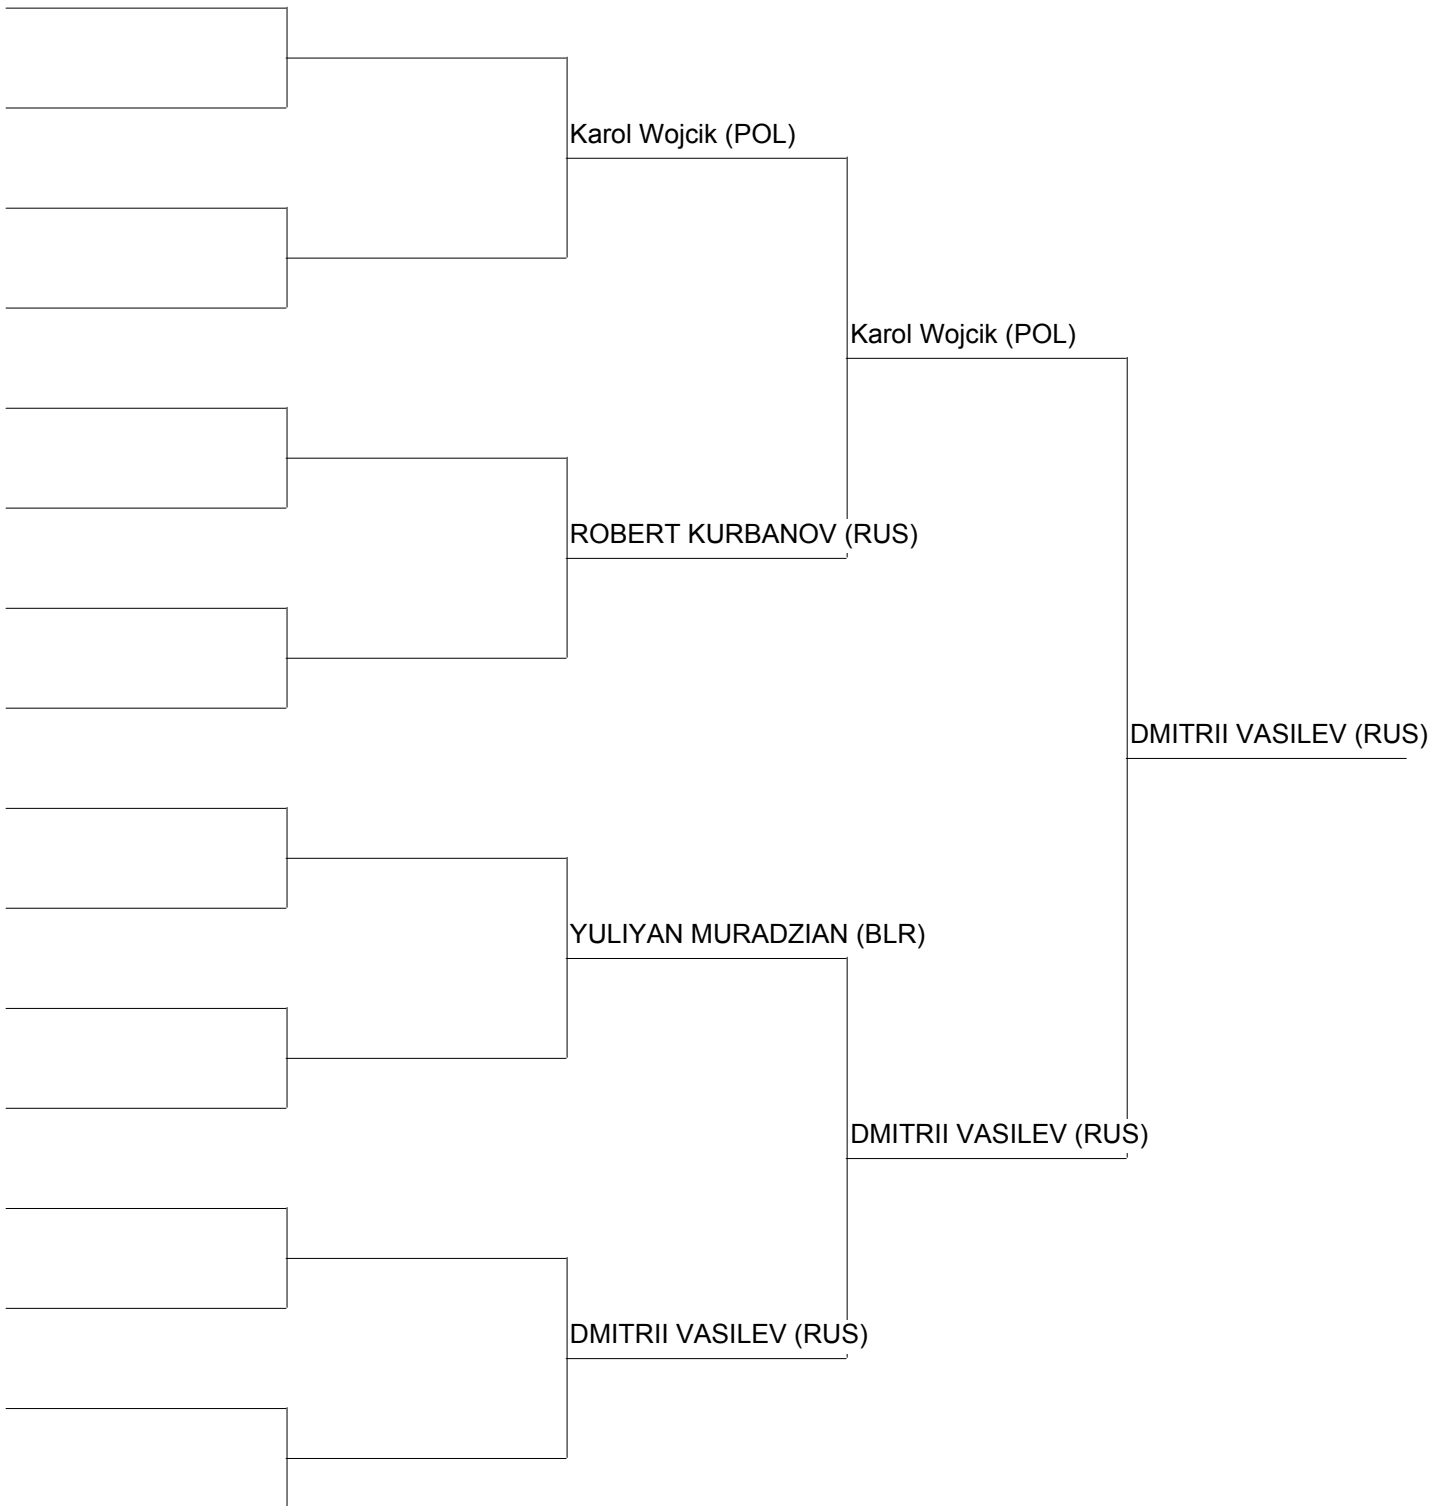 Karol Wojcik (POL)
Karol Wojcik (POL)
ROBERT KURBANOV (RUS)
DMITRII VASILEV (RUS)
YULIYAN MURADZIAN (BLR)
DMITRII VASILEV (RUS)
DMITRII VASILEV (RUS)